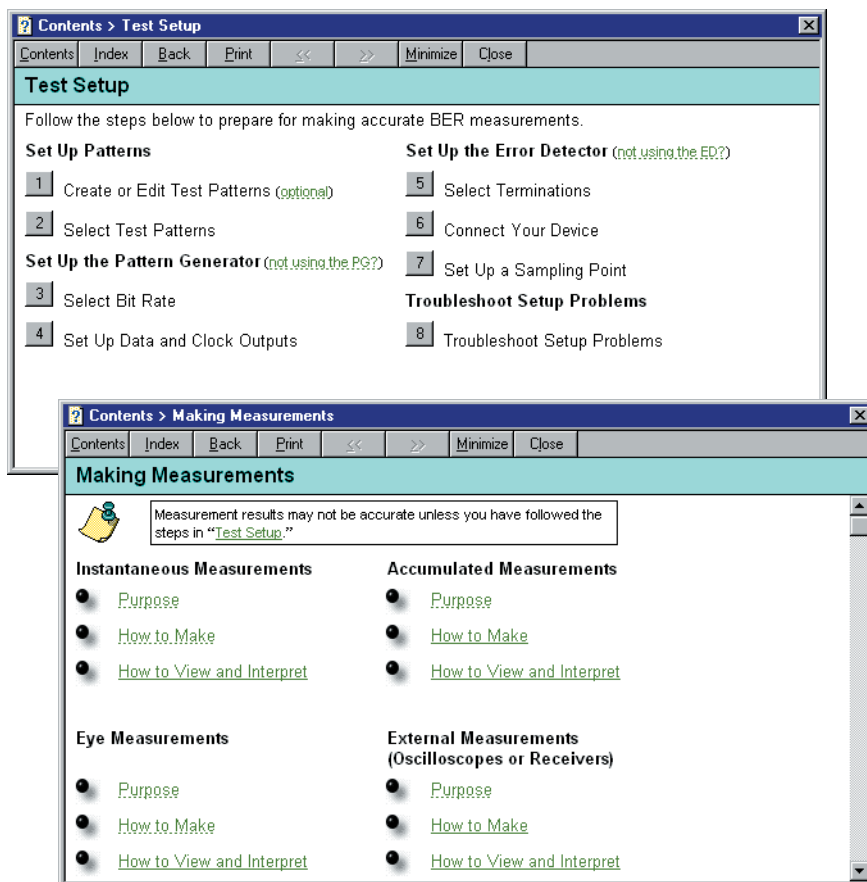 Contents > Test Setup
Contents Index Back Print << >> Minimize Close
Test Setup
Follow the steps below to prepare for making accurate BER measurements.
Set Up Patterns
1 Create or Edit Test Patterns (optional)
2 Select Test Patterns
Set Up the Pattern Generator (not using the PG?)
3 Select Bit Rate
4 Set Up Data and Clock Outputs
Set Up the Error Detector (not using the ED?)
5 Select Terminations
6 Connect Your Device
7 Set Up a Sampling Point
Troubleshoot Setup Problems
8 Troubleshoot Setup Problems
Contents > Making Measurements
Contents Index Back Print << >> Minimize Close
Making Measurements
Measurement results may not be accurate unless you have followed the
steps in “Test Setup.”
Instantaneous Measurements
Purpose
How to Make
How to View and Interpret
Accumulated Measurements
Purpose
How to Make
How to View and Interpret
Eye Measurements
Purpose
How to Make
How to View and Interpret
External Measurements
(Oscilloscopes or Receivers)
Purpose
How to Make
How to View and Interpret